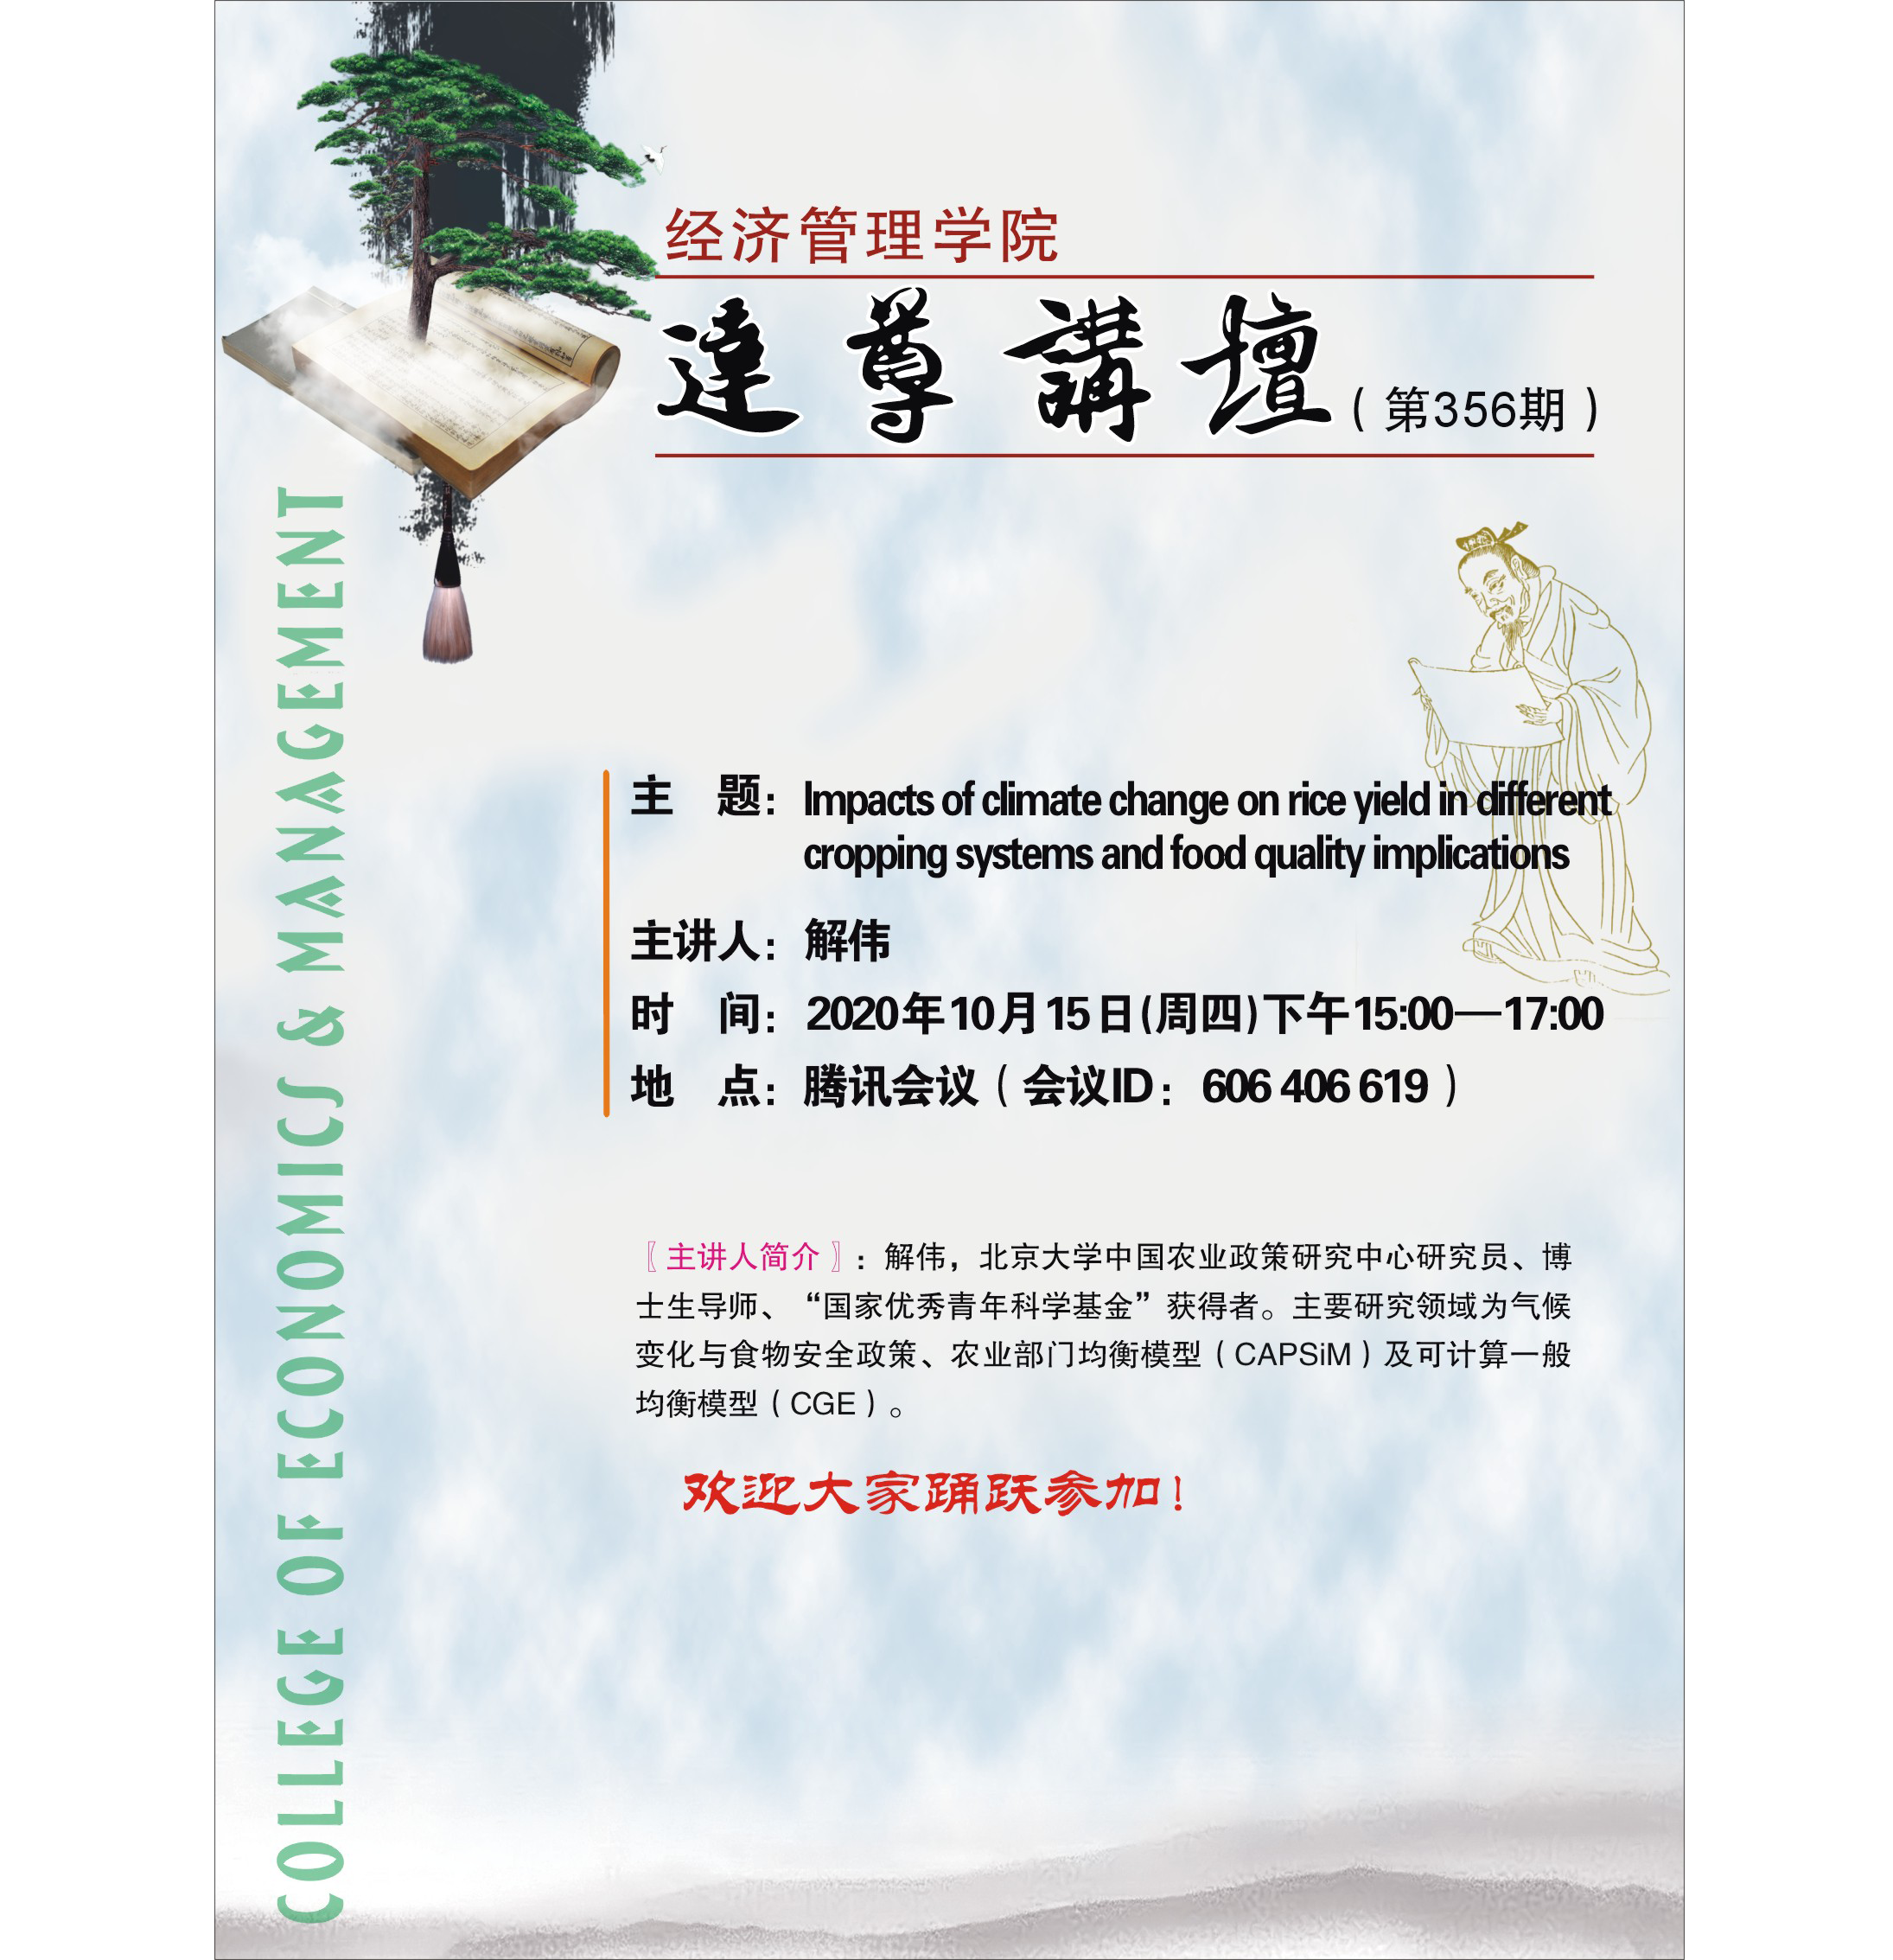 经济管理学院
達尊講壇(第356期)
COLLEGE OF ECONOMICS & MANAGEMENT
主 题:Impacts of climate change on rice yield in different
cropping systems and food quality implications
主讲人:解伟
时 间:2020年10月15日(周四)下午15:00—17:00
地 点:腾讯会议(会议ID:606 406 619)
〖主讲人简介〗:解伟,北京大学中国农业政策研究中心研究员、博
士生导师、“国家优秀青年科学基金”获得者。主要研究领域为气候
变化与食物安全政策、农业部门均衡模型(CAPSiM)及可计算一般
均衡模型(CGE)。
欢迎大家踊跃参加!